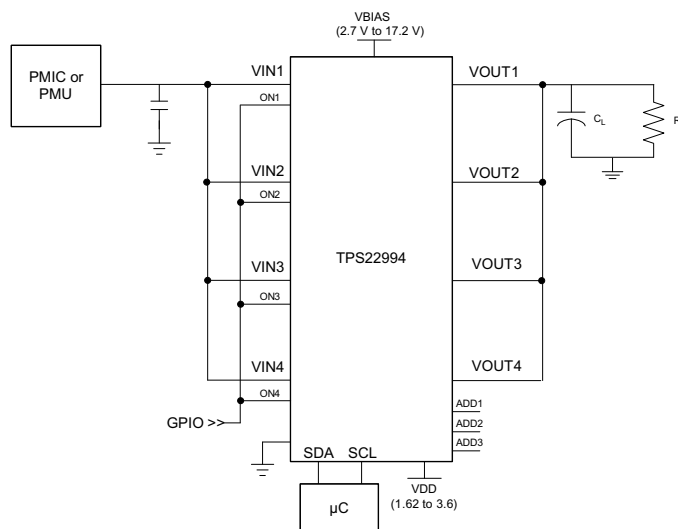 VBIAS
(2.7 V to 17.2 V)
PMIC or
PMU
VIN1
VOUT1
ON1
CL
R
VIN2
VOUT2
ON2
TPS22994
VIN3
VOUT3
ON3
VIN4
VOUT4
ON4
ADD1
GPIO >>
ADD2
ADD3
SDA
SCL
VDD
(1.62 to 3.6)
µC